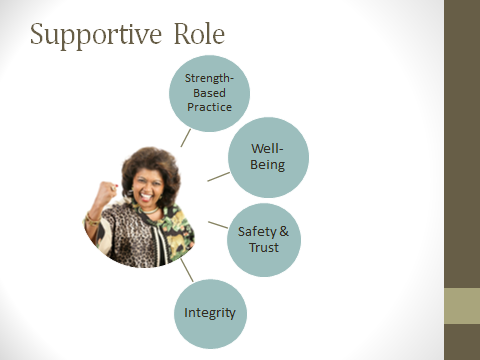 Supportive Role
Strength-
Based
Practice
Well-
Being
Safety &
Trust
Integrity